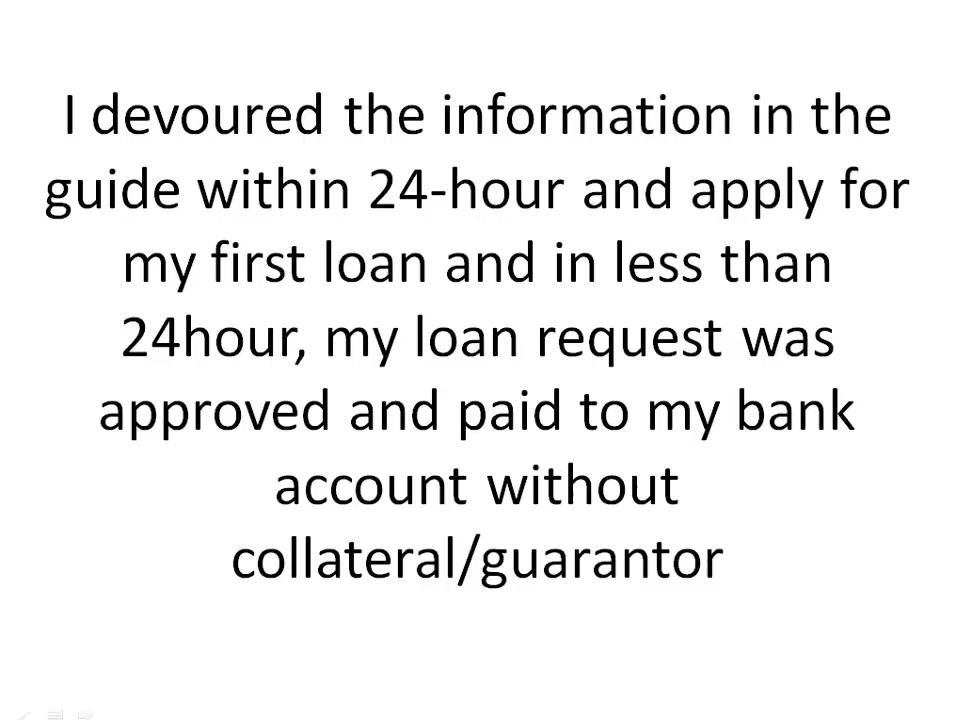 I devoured the information in the
guide within 24-hour and apply for
my first loan and in less than
24hour, my loan request was
approved and paid to my bank
account without
collateral/guarantor